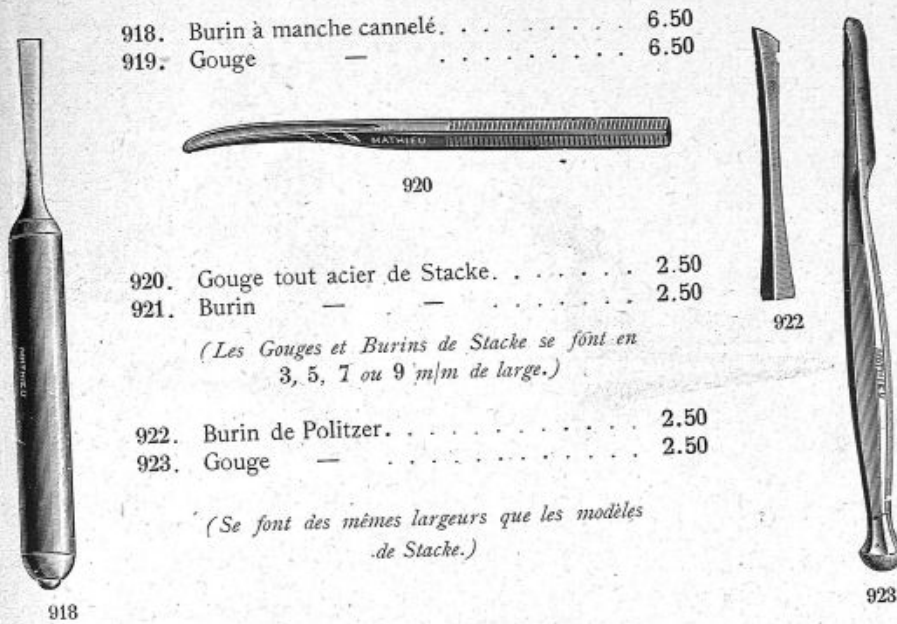 918. Burin à manche cannelé. . . . . . . . . . 6.50
919. Gouge — . . . . . . . . . 6.50
MATHIEU
920
920. Gouge tout acier de Stacke. . . . . . . 2.50
921. Burin — — . . . . . . . 2.50
(Les Gouges et Burins de Stacke se font en
3, 5, 7 ou 9 m/m de large.)
922
922. Burin de Politzer. . . . . . . . . . . . 2.50
923. Gouge — . . . . . . . . . . . . 2.50
(Se font des mêmes largeurs que les modèles
de Stacke.)
MATHIEU
918
MATHIEU
923